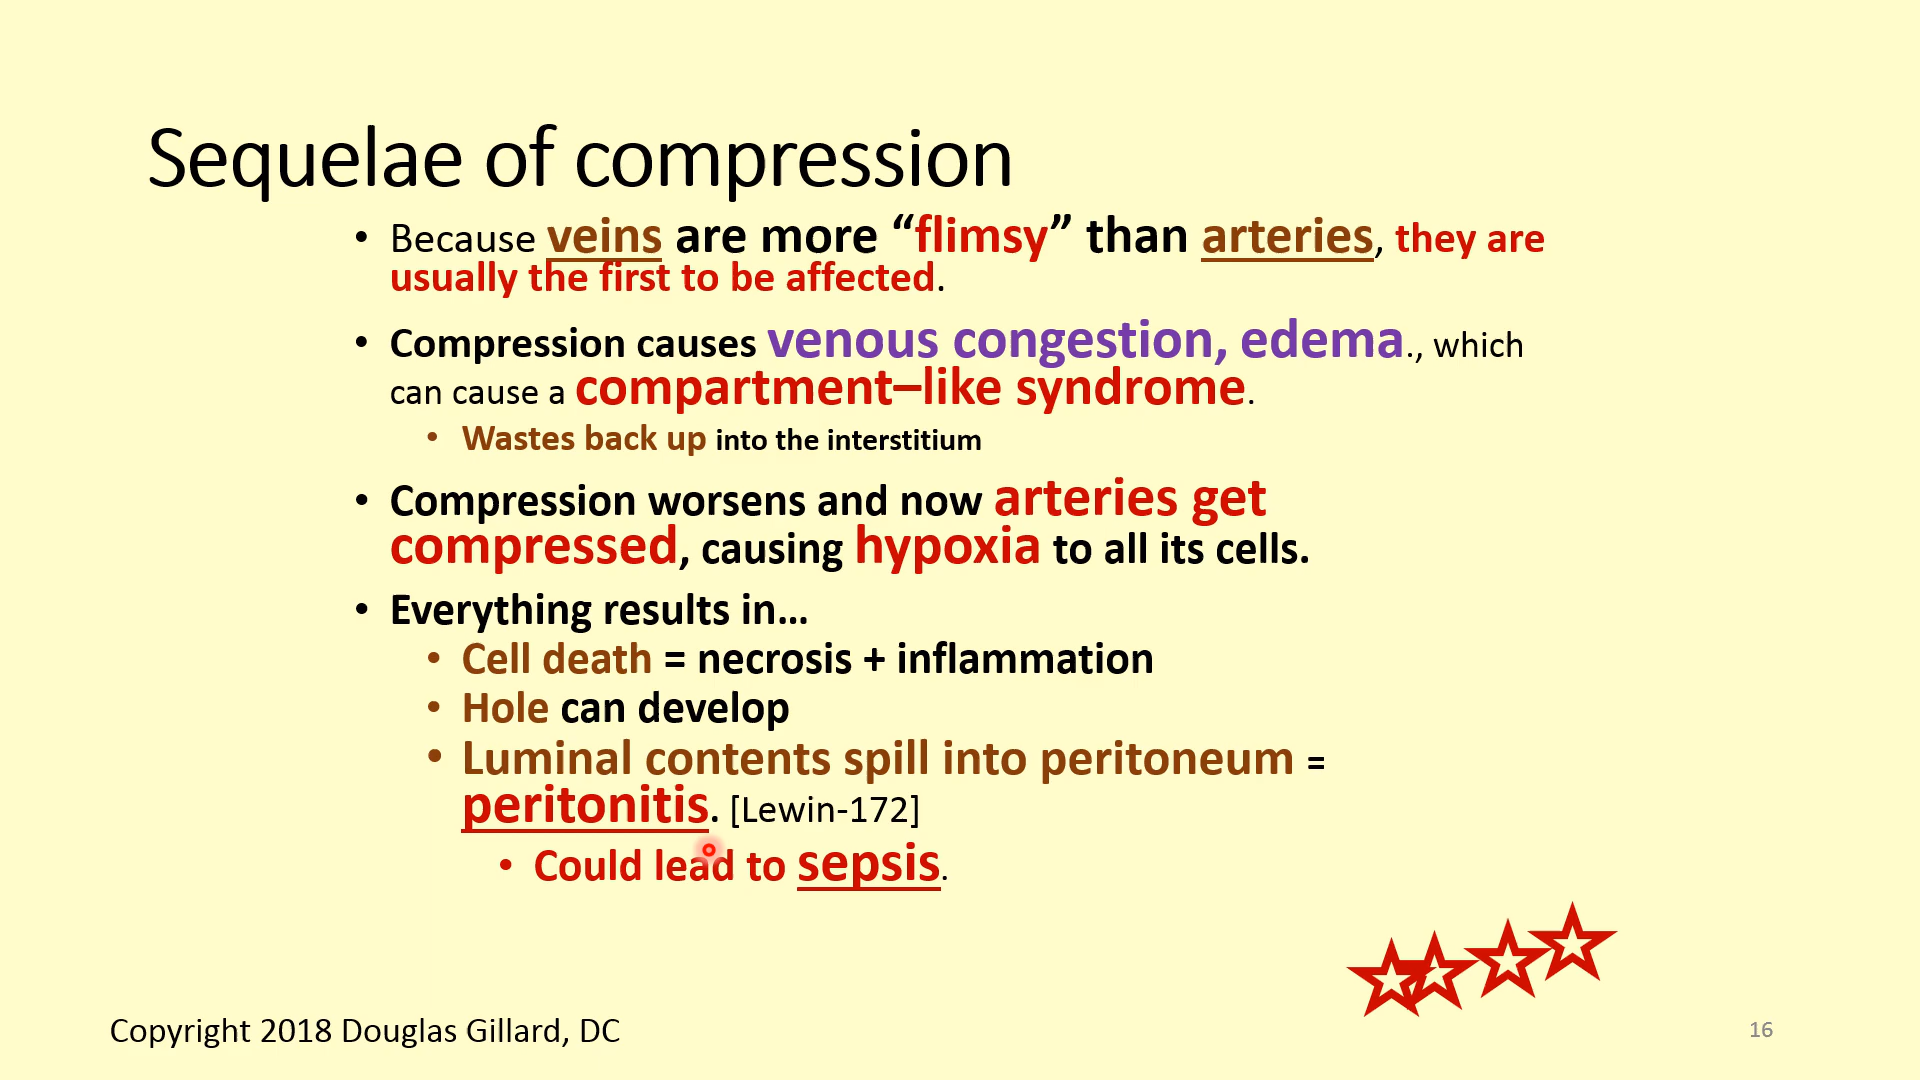 Sequelae of compression
• Because veins are more “flimsy” than arteries, they are
usually the first to be affected.
• Compression causes venous congestion, edema., which
can cause a compartment–like syndrome.
• Wastes back up into the interstitium
• Compression worsens and now arteries get
compressed, causing hypoxia to all its cells.
• Everything results in...
• Cell death = necrosis + inflammation
• Hole can develop
• Luminal contents spill into peritoneum =
peritonitis. [Lewin-172]
• Could lead to sepsis.
Copyright 2018 Douglas Gillard, DC
16